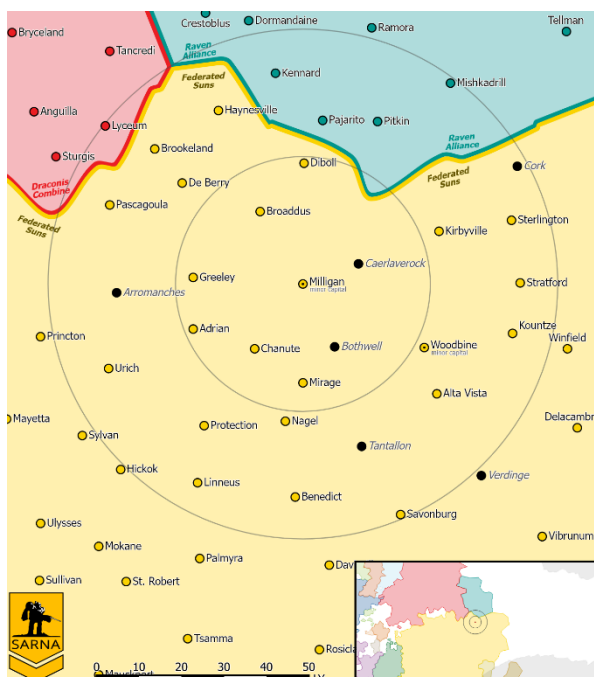 Crestoblus
Dormandaine
Ramora
Tellman
Bryceland
Tancredi
Raven
Alliance
Federated
Suns
Kennard
Mishkadrill
Anguilla
Haynesville
Lyceum
Pajarito
Pitkin
Brookeland
Sturgis
Diboll
Raven
Alliance
Federated
Suns
Cork
Draconis
Combine
Federated
Suns
De Berry
Pascagoula
Broaddus
Sterlington
Kirbyville
Caerlaverock
Greeley
Milligan
minor capital
Stratford
Arromanches
Adrian
Kountze
Princton
Chanute
Bothwell
Woodbine
minor capital
Winfield
Urich
Mirage
Alta Vista
Mayetta
Protection
Nagel
Delacambre
Sylvan
Tantallon
Hickok
Verdinge
Linneus
Benedict
Savonburg
Ulysses
Vibrunum
Mokane
Palmyra
Sullivan
St. Robert
SARNA
Tsamma
0
10
20
30
40
50